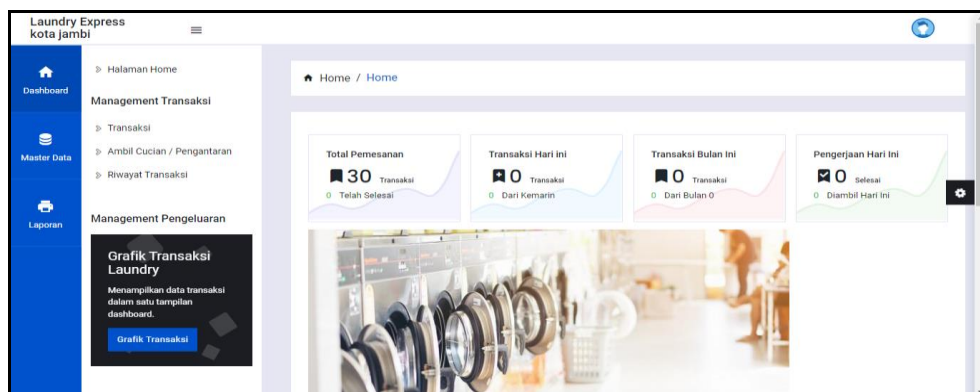 Laundry Express
kota jambi
Dashboard
Master Data
Laporan
Halaman Home
Management Transaksi
Transaksi
Ambil Cucian / Pengantaran
Riwayat Transaksi
Management Pengeluaran
Grafik Transaksi
Laundry
Menampilkan data transaksi
dalam satu tampilan
dashboard.
Grafik Transaksi
Home / Home
Total Pemesanan
30 Transaksi
0 Telah Selesai
Transaksi Hari ini
0 Transaksi
0 Dari Kemarin
Transaksi Bulan Ini
0 Transaksi
0 Dari Bulan 0
Pengerjaan Hari Ini
0 Selesai
0 Diambil Hari Ini